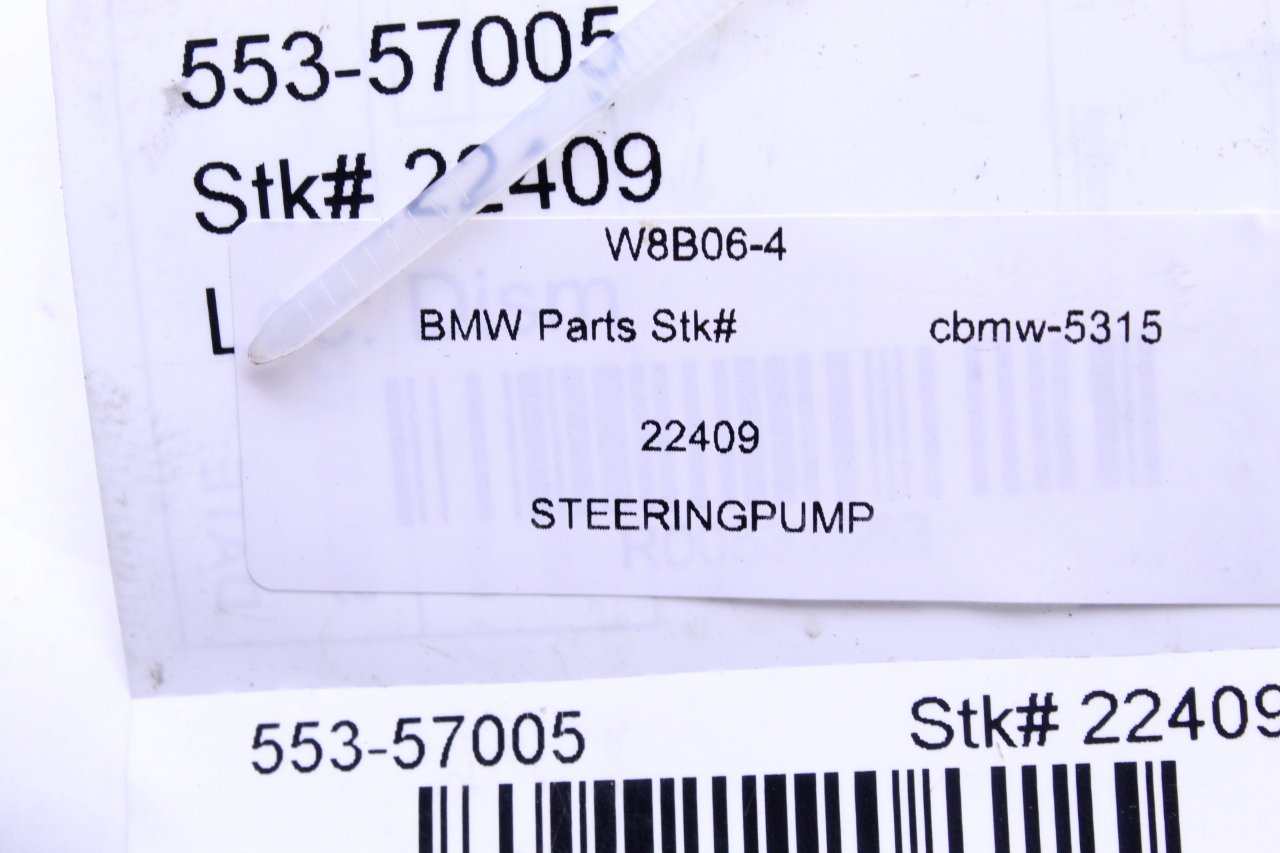 553-57005
Stk# 22409
L
W8B06-4
BMW Parts Stk# cbmw-5315
22409
STEERINGPUMP
553-57005 Stk# 22409